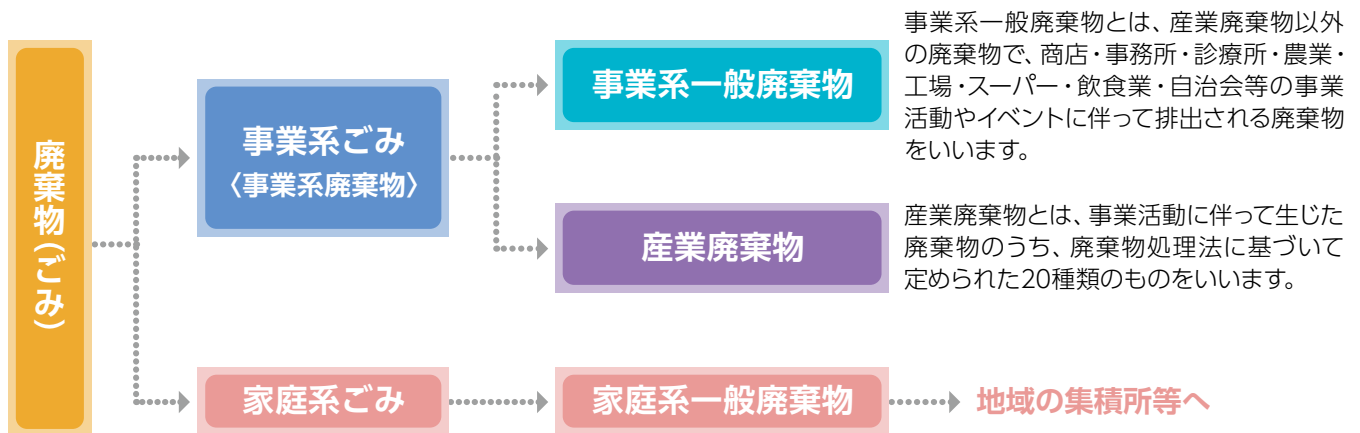 廃棄物(ごみ)
事業系ごみ
〈事業系廃棄物〉
事業系一般廃棄物
事業系一般廃棄物とは、産業廃棄物以外
の廃棄物で、商店・事務所・診療所・農業・
工場・スーパー・飲食業・自治会等の事業
活動やイベントに伴って排出される廃棄物
をいいます。
産業廃棄物
産業廃棄物とは、事業活動に伴って生じた
廃棄物のうち、廃棄物処理法に基づいて
定められた20種類のものをいいます。
家庭系ごみ
家庭系一般廃棄物
地域の集積所等へ